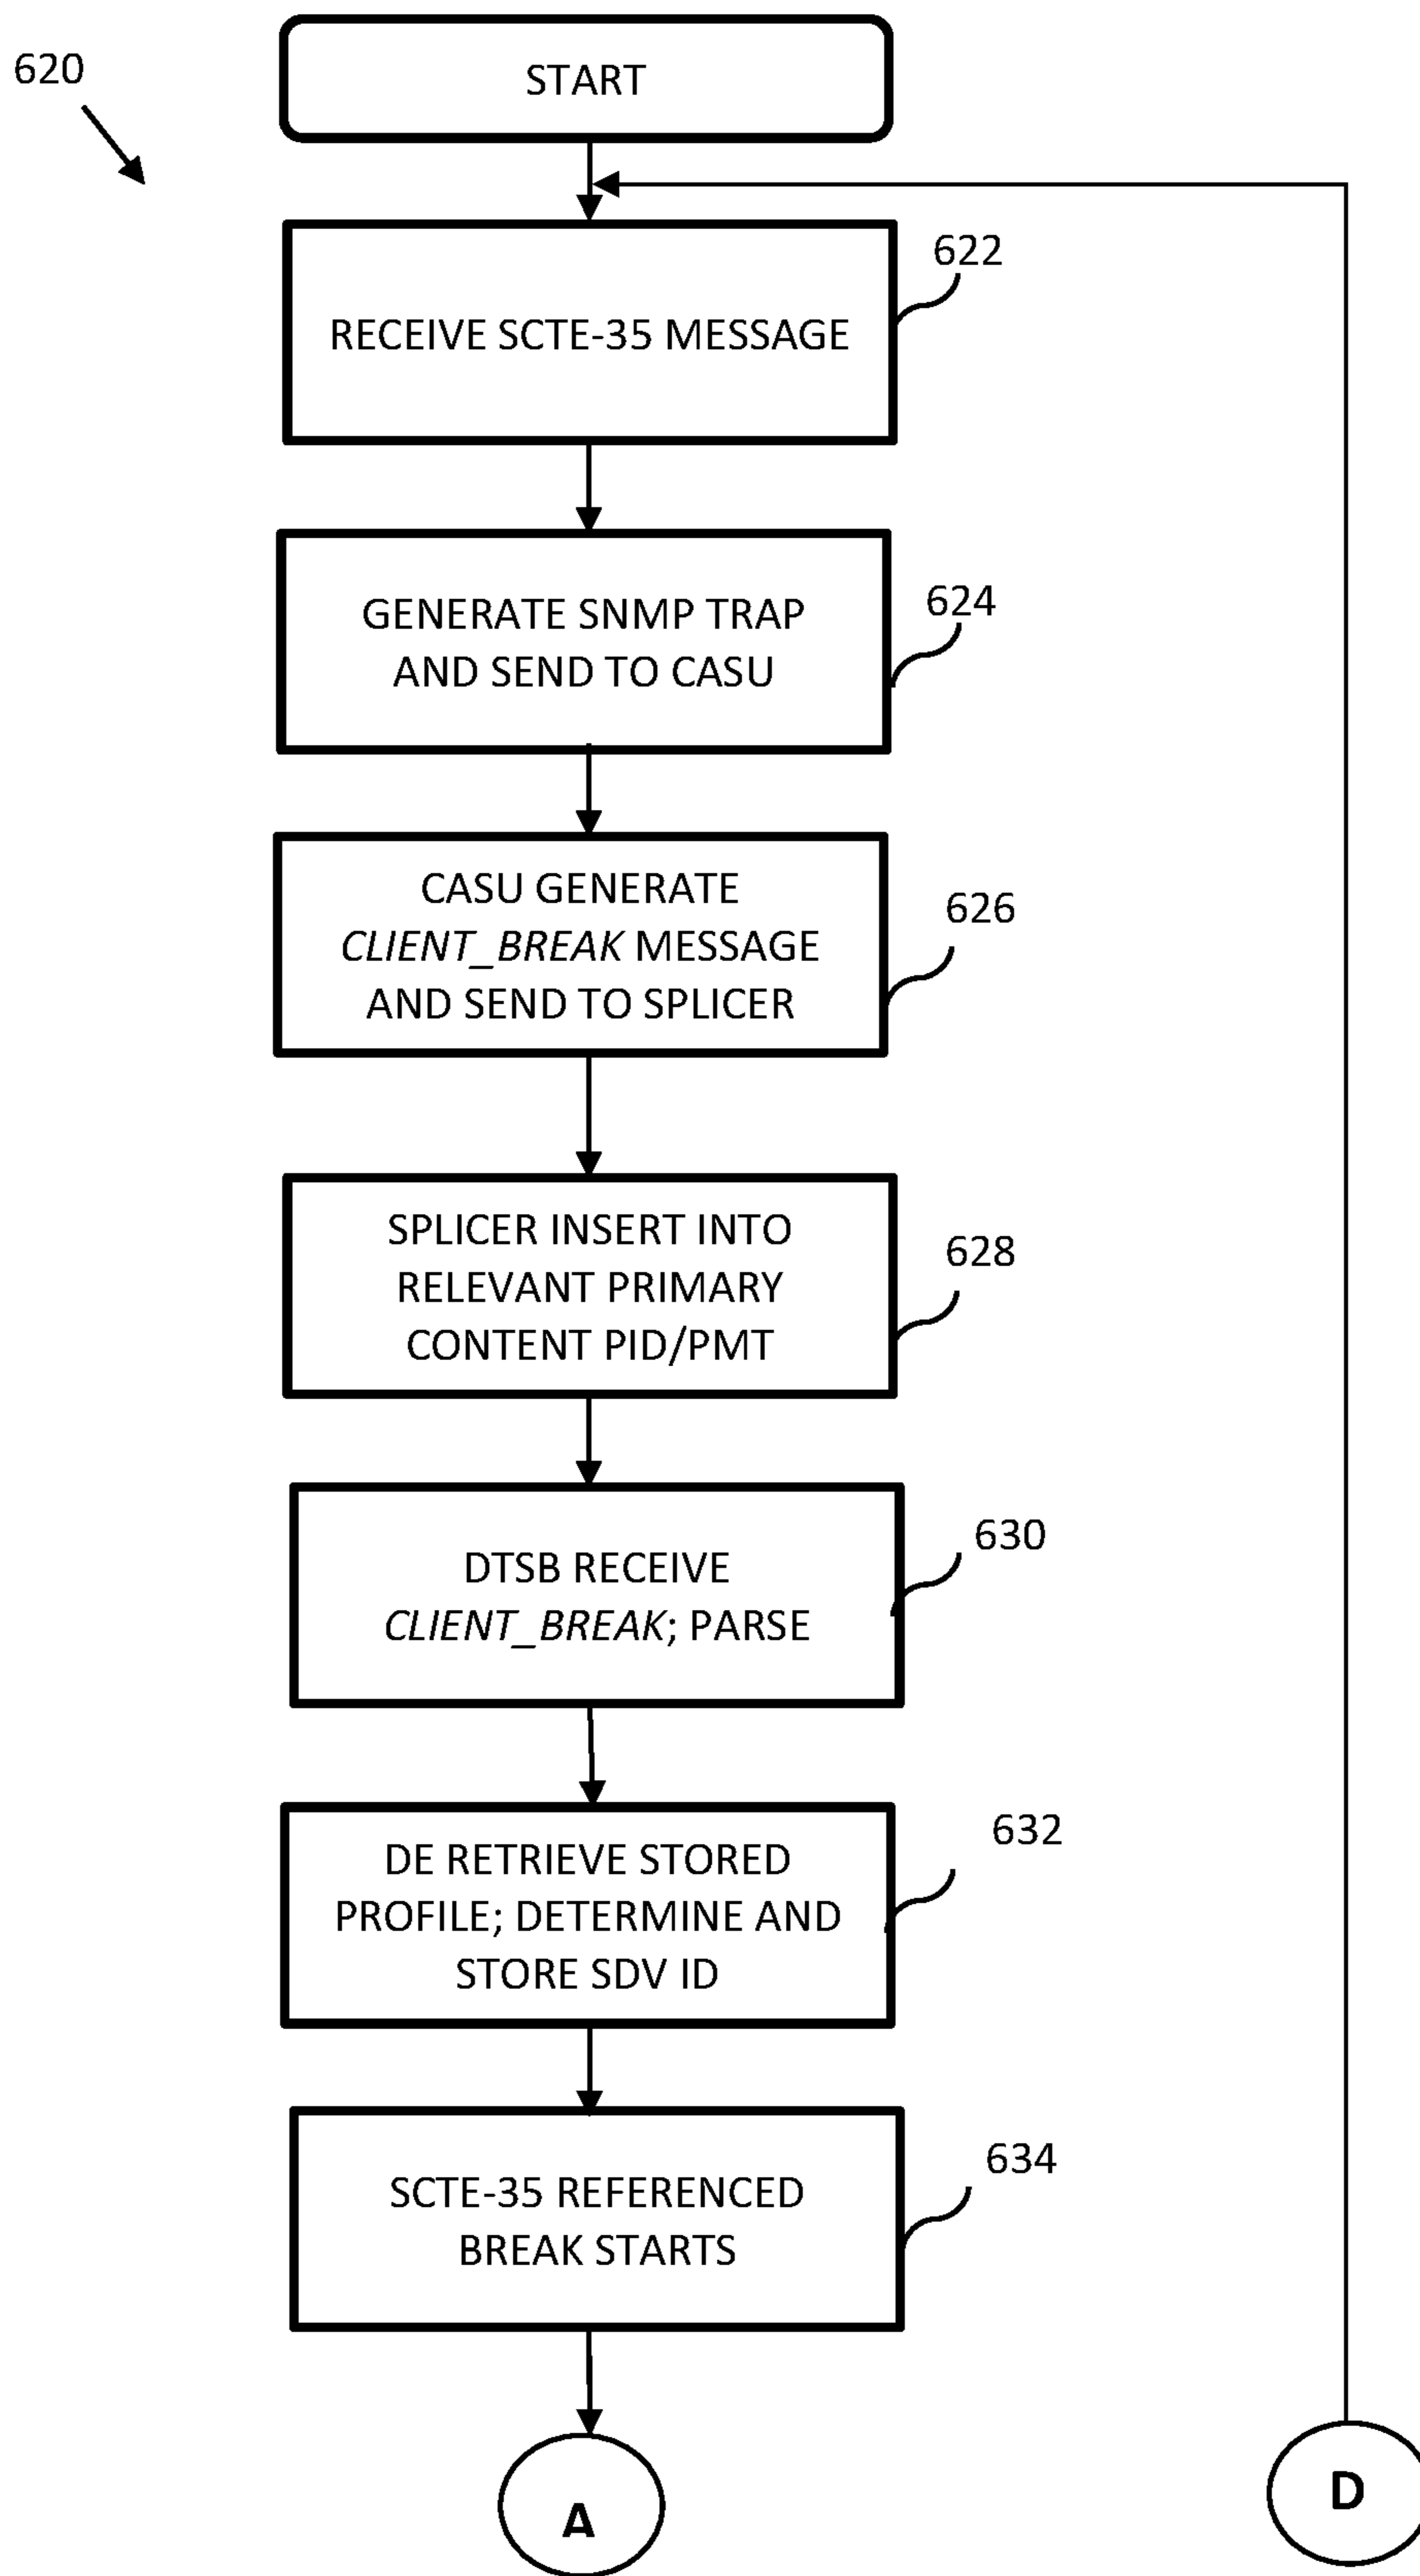 620
START
622
RECEIVE SCTE-35 MESSAGE
624
GENERATE SNMP TRAP
AND SEND TO CASU
626
CASU GENERATE
CLIENT_BREAK MESSAGE
AND SEND TO SPLICER
628
SPLICER INSERT INTO
RELEVANT PRIMARY
CONTENT PID/PMT
630
DTSB RECEIVE
CLIENT_BREAK; PARSE
632
DE RETRIEVE STORED
PROFILE; DETERMINE AND
STORE SDV ID
634
SCTE-35 REFERENCED
BREAK STARTS
A
D